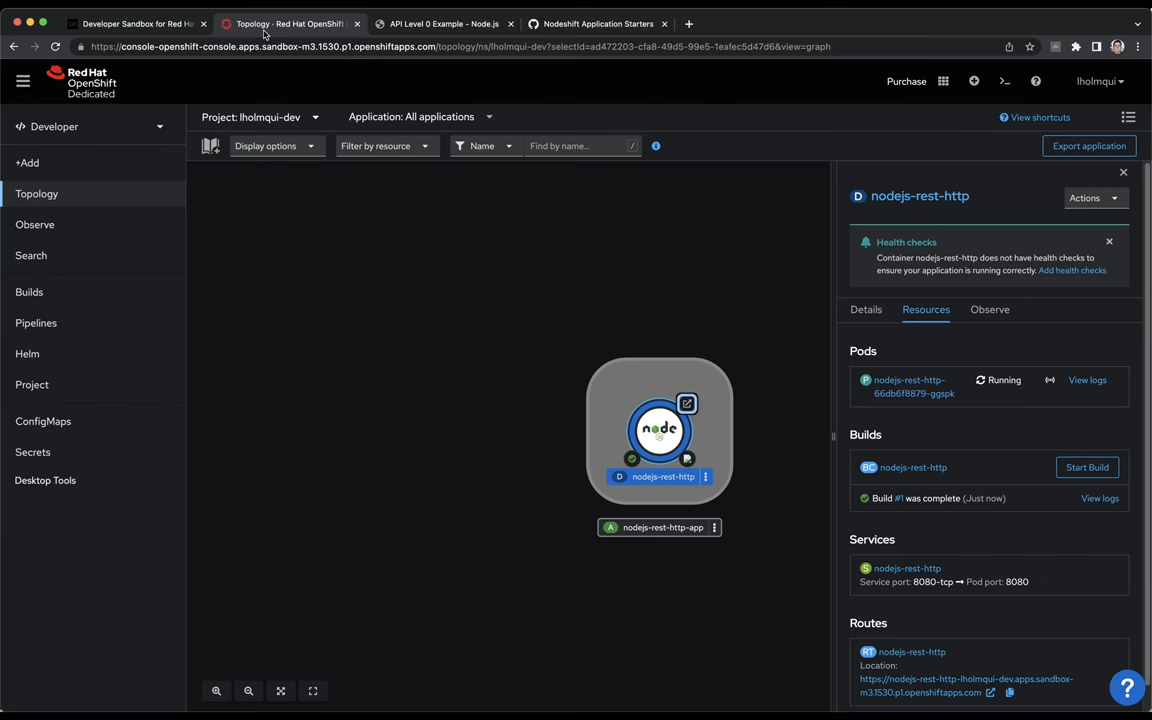 Developer Sandbox for Red Ha
Topology · Red Hat OpenShift
API Level 0 Example - Node.js
Nodeshift Application Starters
https://console-openshift-console.apps.sandbox-m3.1530.p1.openshiftapps.com/topology/ns/lholmqui-dev?selectId=ad472203-cfa8-49d5-99e5-1eafec5d47d6&view=graph
Red Hat
OpenShift
Dedicated
Purchase
lholmqui
Developer
Project: lholmqui-dev
Application: All applications
View shortcuts
Display options
Filter by resource
Name
Find by name...
/
Export application
+Add
Topology
Observe
Search
Builds
Pipelines
Helm
Project
ConfigMaps
Secrets
Desktop Tools
node
JS
D nodejs-rest-http
A nodejs-rest-http-app
D nodejs-rest-http
Actions
Health checks
Container nodejs-rest-http does not have health checks to
ensure your application is running correctly. Add health checks
Details
Resources
Observe
Pods
P nodejs-rest-http-
66db6f8879-ggspk
Running
View logs
Builds
BC nodejs-rest-http
Start Build
Build #1 was complete (Just now)
View logs
Services
S nodejs-rest-http
Service port: 8080-tcp → Pod port: 8080
Routes
RT nodejs-rest-http
Location:
https://nodejs-rest-http-lholmqui-dev.apps.sandbox-
m3.1530.p1.openshiftapps.com
?